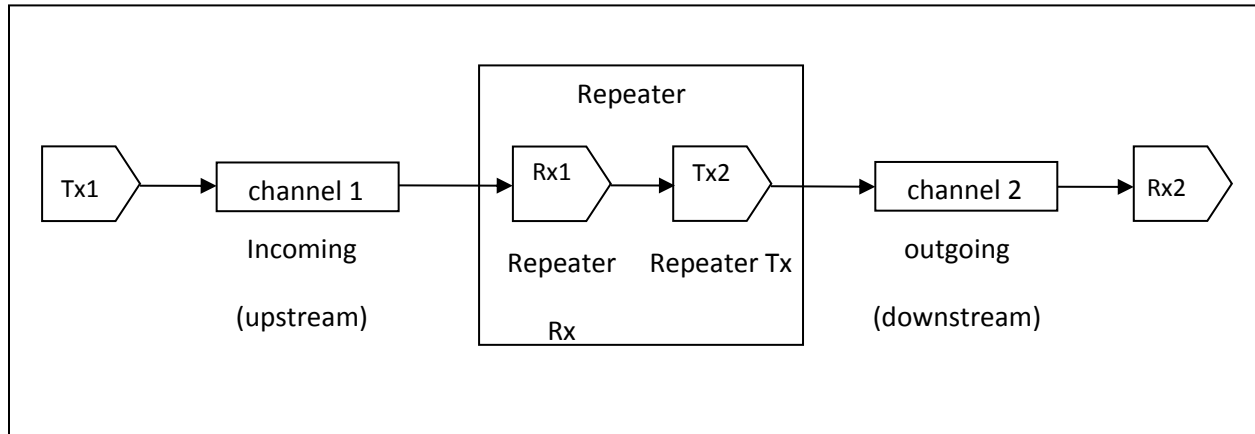 Repeater
Tx1
channel 1
Rx1
Tx2
channel 2
Rx2
Incoming
(upstream)
Repeater
Rx
Repeater Tx
outgoing
(downstream)